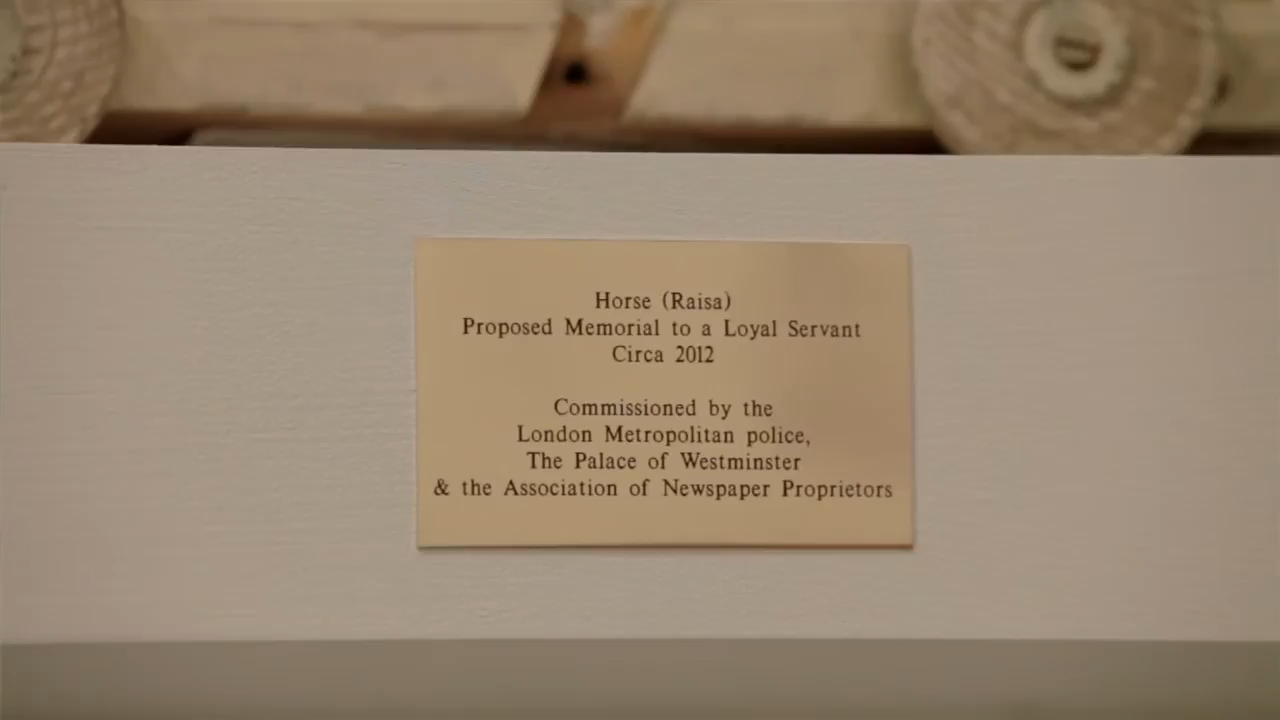 Horse (Raisa)
Proposed Memorial to a Loyal Servant
Circa 2012
Commissioned by the
London Metropolitan police,
The Palace of Westminster
& the Association of Newspaper Proprietors